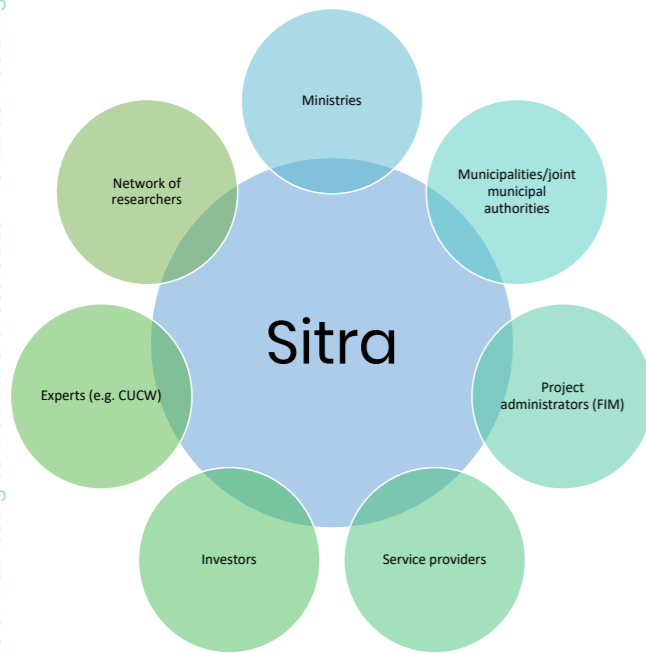 Ministries
Municipalities/joint
municipal
authorities
Network of
researchers
Sitra
Experts (e.g. CUCW)
Project
administrators (FIM)
Investors
Service providers